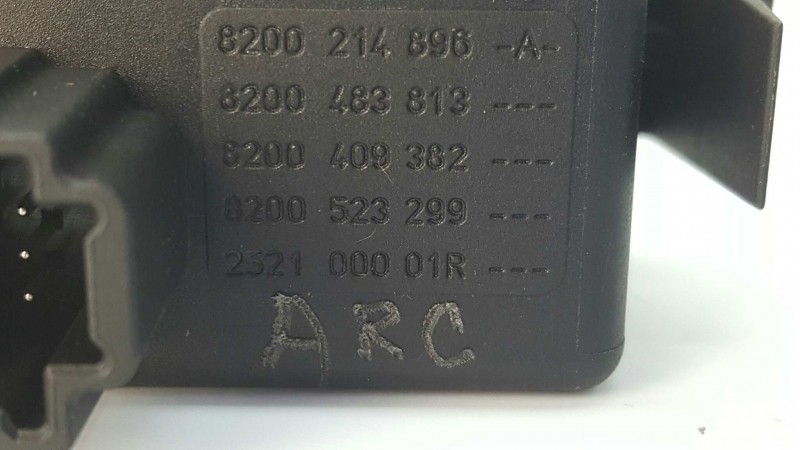 8200 214 896 -A-
8200 483 813 ---
8200 409 382 ---
8200 523 299 ---
2521 000 01R ---
ARC